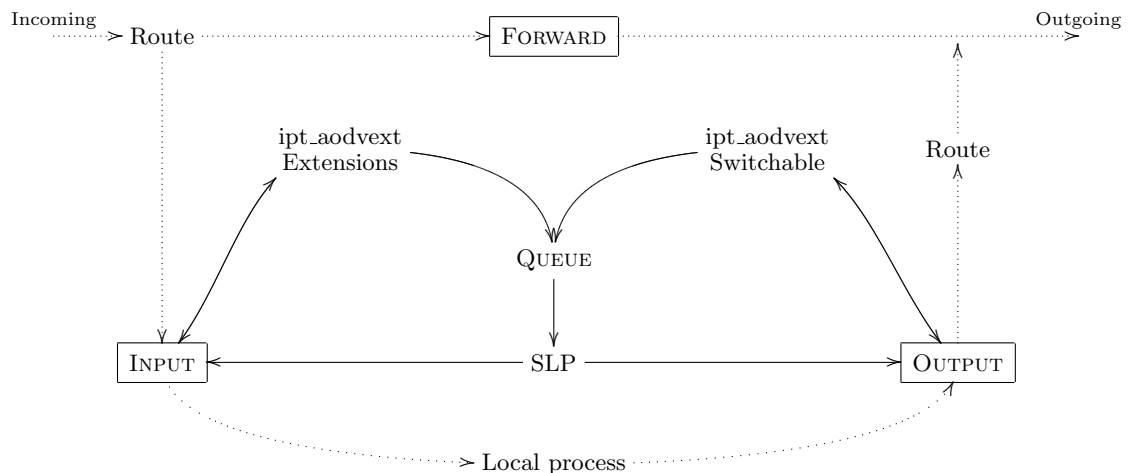 Incoming
Outgoing
Route
FORWARD
ipt_aodvext
Extensions
ipt_aodvext
Switchable
Route
QUEUE
INPUT
SLP
OUTPUT
Local process